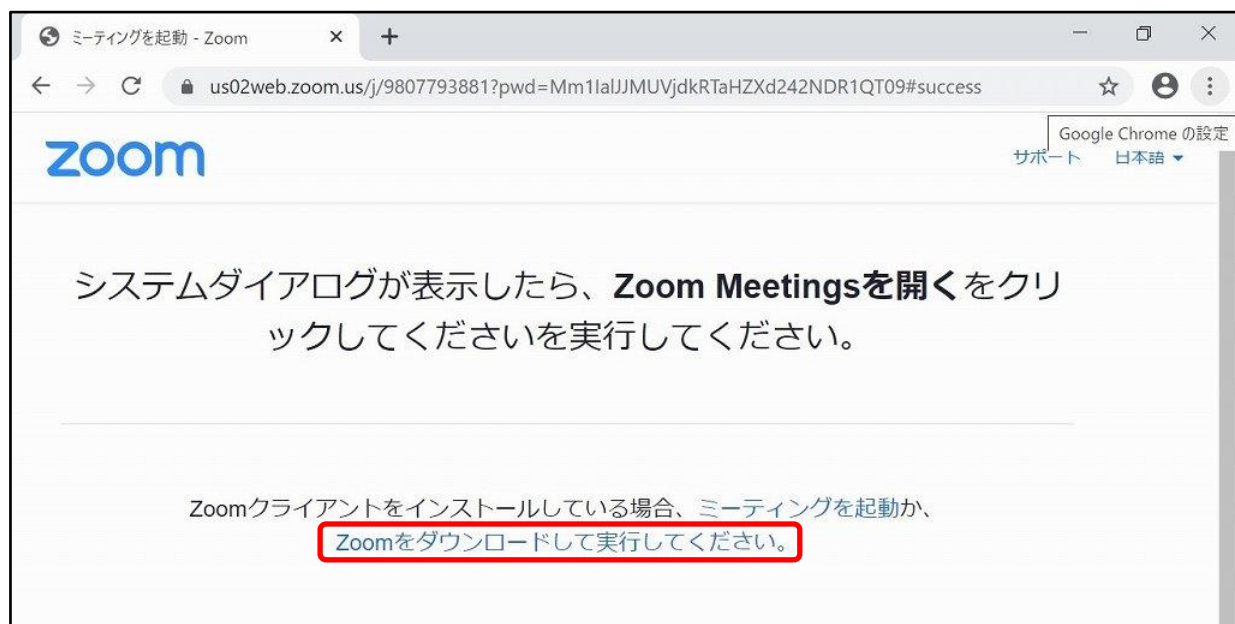 ミーティングを起動 - Zoom
us02web.zoom.us/j/9807793881?pwd=Mm1IalJJMUVjdkRTaHZXd242NDR1QT09#success
Google Chrome の設定
zoom
サポート 日本語
システムダイアログが表示したら、Zoom Meetingsを開くをクリ
ックしてくださいを実行してください。
Zoomクライアントをインストールしている場合、ミーティングを起動か、
Zoomをダウンロードして実行してください。